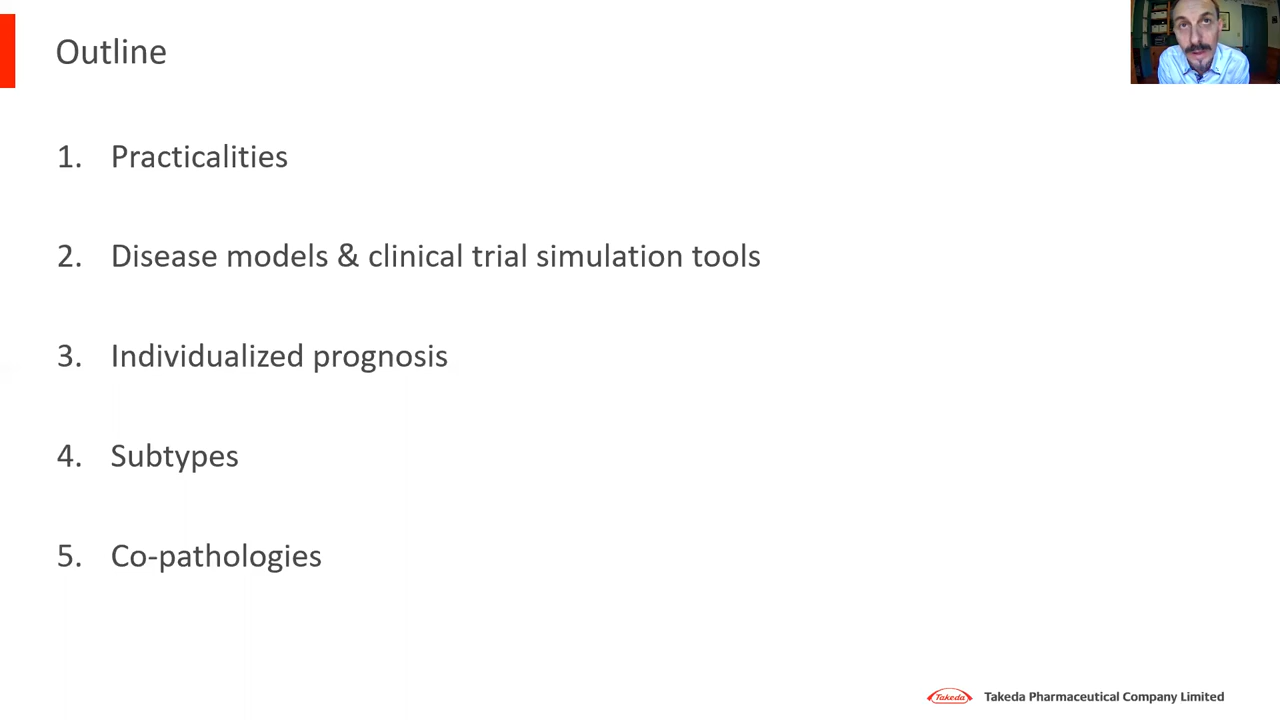 Outline
1. Practicalities
2. Disease models & clinical trial simulation tools
3. Individualized prognosis
4. Subtypes
5. Co-pathologies
Takeda Takeda Pharmaceutical Company Limited